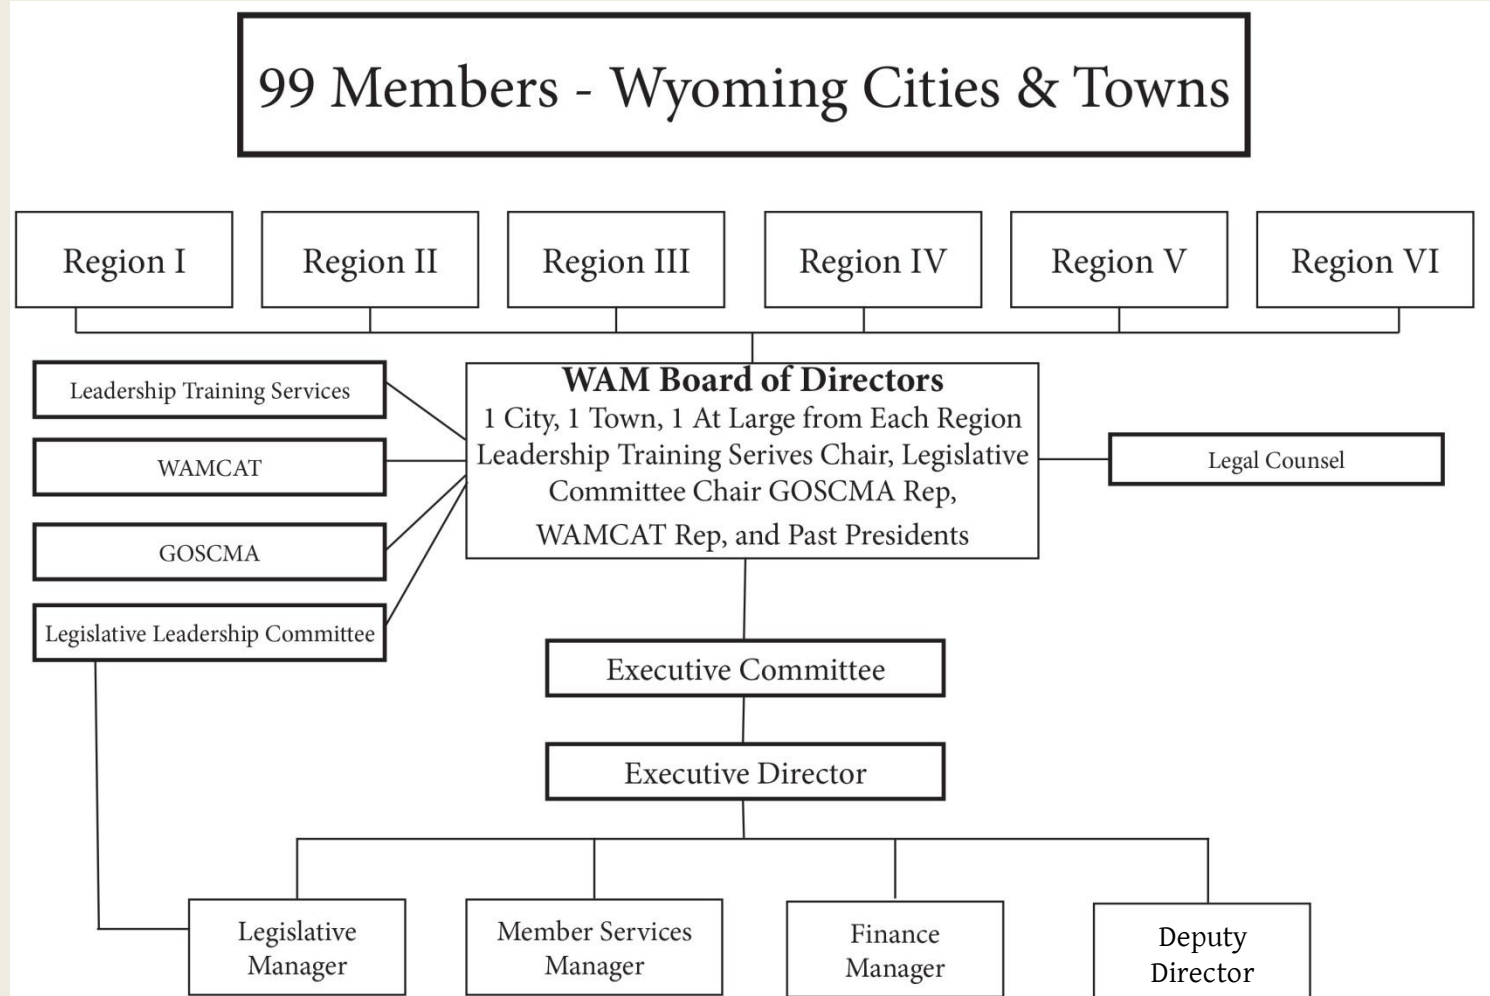 99 Members - Wyoming Cities & Towns
Region I
Region II
Region III
Region IV
Region V
Region VI
Leadership Training Services
WAMCAT
GOSCMA
Legislative Leadership Committee
WAM Board of Directors
1 City, 1 Town, 1 At Large from Each Region
Leadership Training Serives Chair, Legislative
Committee Chair GOSCMA Rep,
WAMCAT Rep, and Past Presidents
Legal Counsel
Executive Committee
Executive Director
Legislative
Manager
Member Services
Manager
Finance
Manager
Deputy
Director